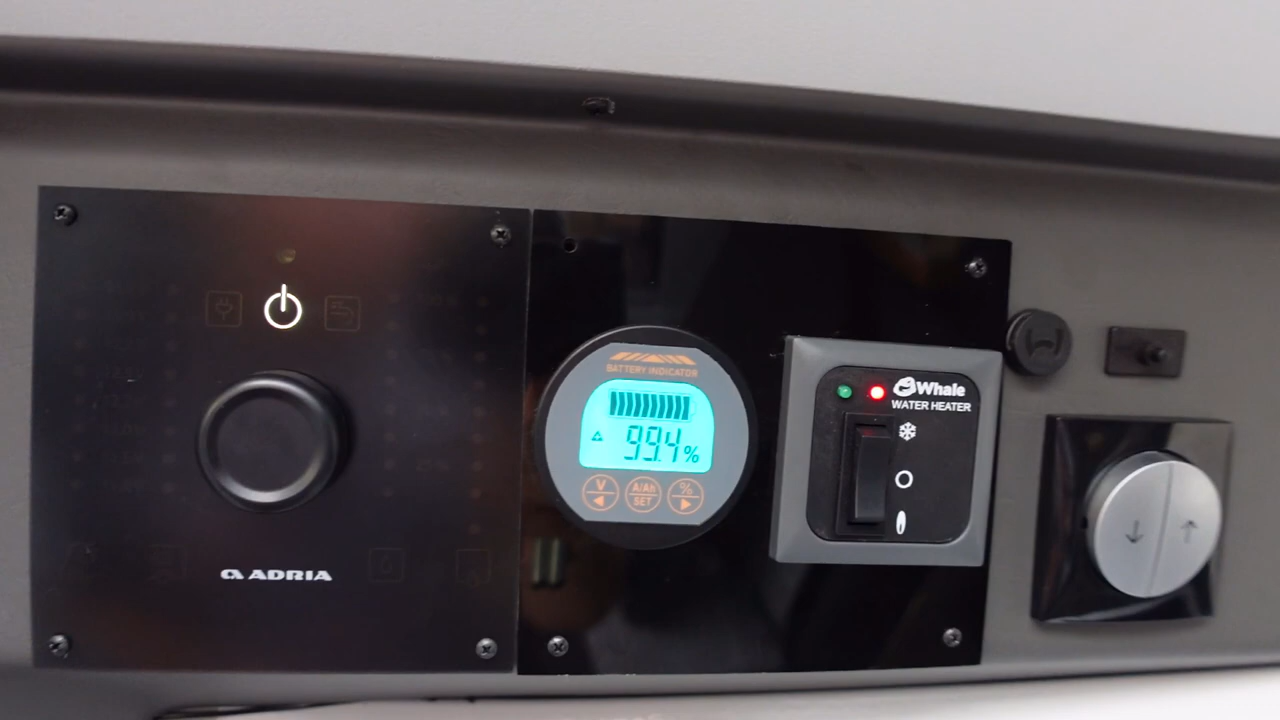 ADRIA
BATTERY INDICATOR
99.4%
V
A/Ah
SET
%
Whale
WATER HEATER